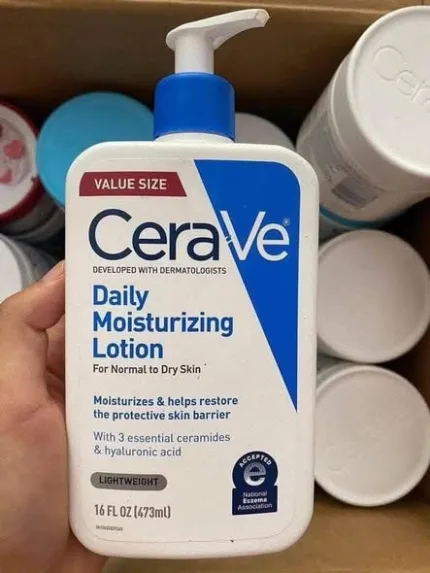 VALUE SIZE
CeraVe®
DEVELOPED WITH DERMATOLOGISTS
Daily
Moisturizing
Lotion
For Normal to Dry Skin
Moisturizes & helps restore
the protective skin barrier
With 3 essential ceramides
& hyaluronic acid
LIGHTWEIGHT
16 FL OZ (473ml)
ACCEPTED
e
National
Eczema
Association